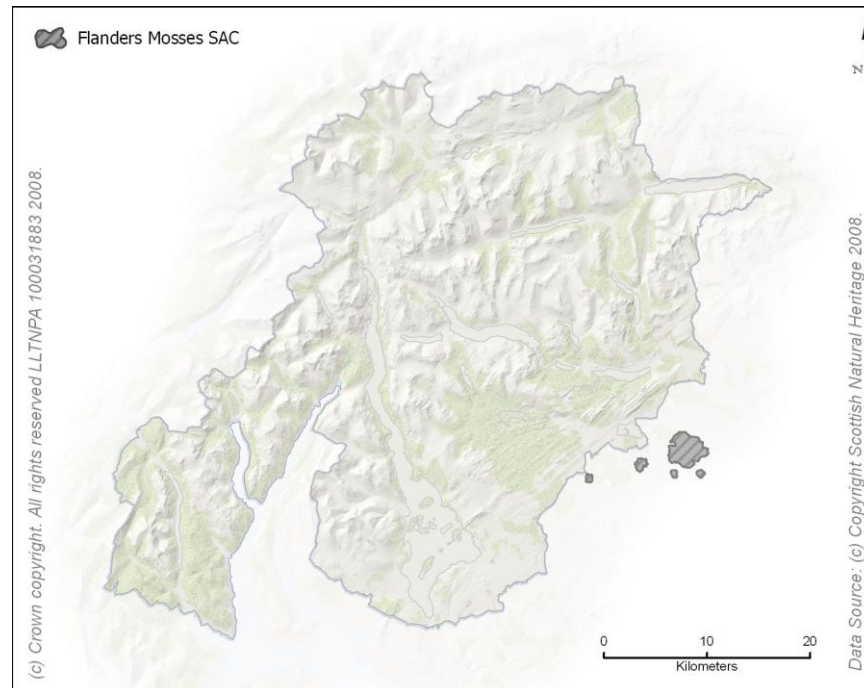 Flanders Mosses SAC
(c) Crown copyright. All rights reserved LLTNPA 100031883 2008.
Data Source: (c) Copyright Scottish Natural Heritage 2008.
0 10 20
Kilometers